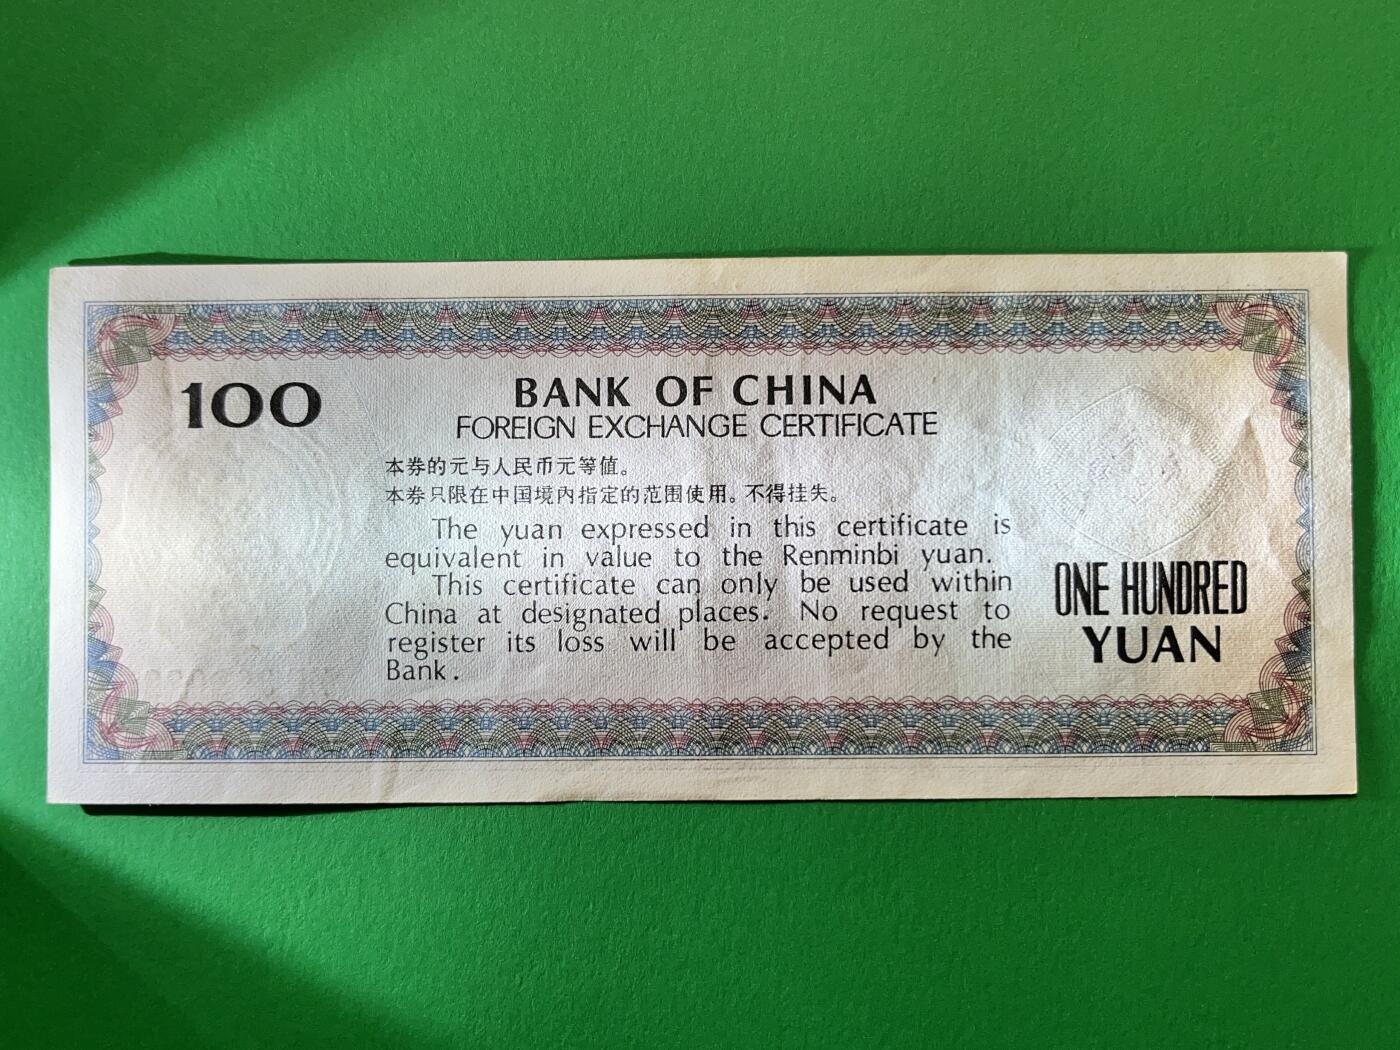 100
BANK OF CHINA
FOREIGN EXCHANGE CERTIFICATE
本券的元与人民币元等值。
本券只限在中国境内指定的范围使用。不得挂失。
The yuan expressed in this certificate is
equivalent in value to the Renminbi yuan.
This certificate can only be used within
China at designated places. No request to
register its loss will be accepted by the
Bank.
ONE HUNDRED
YUAN